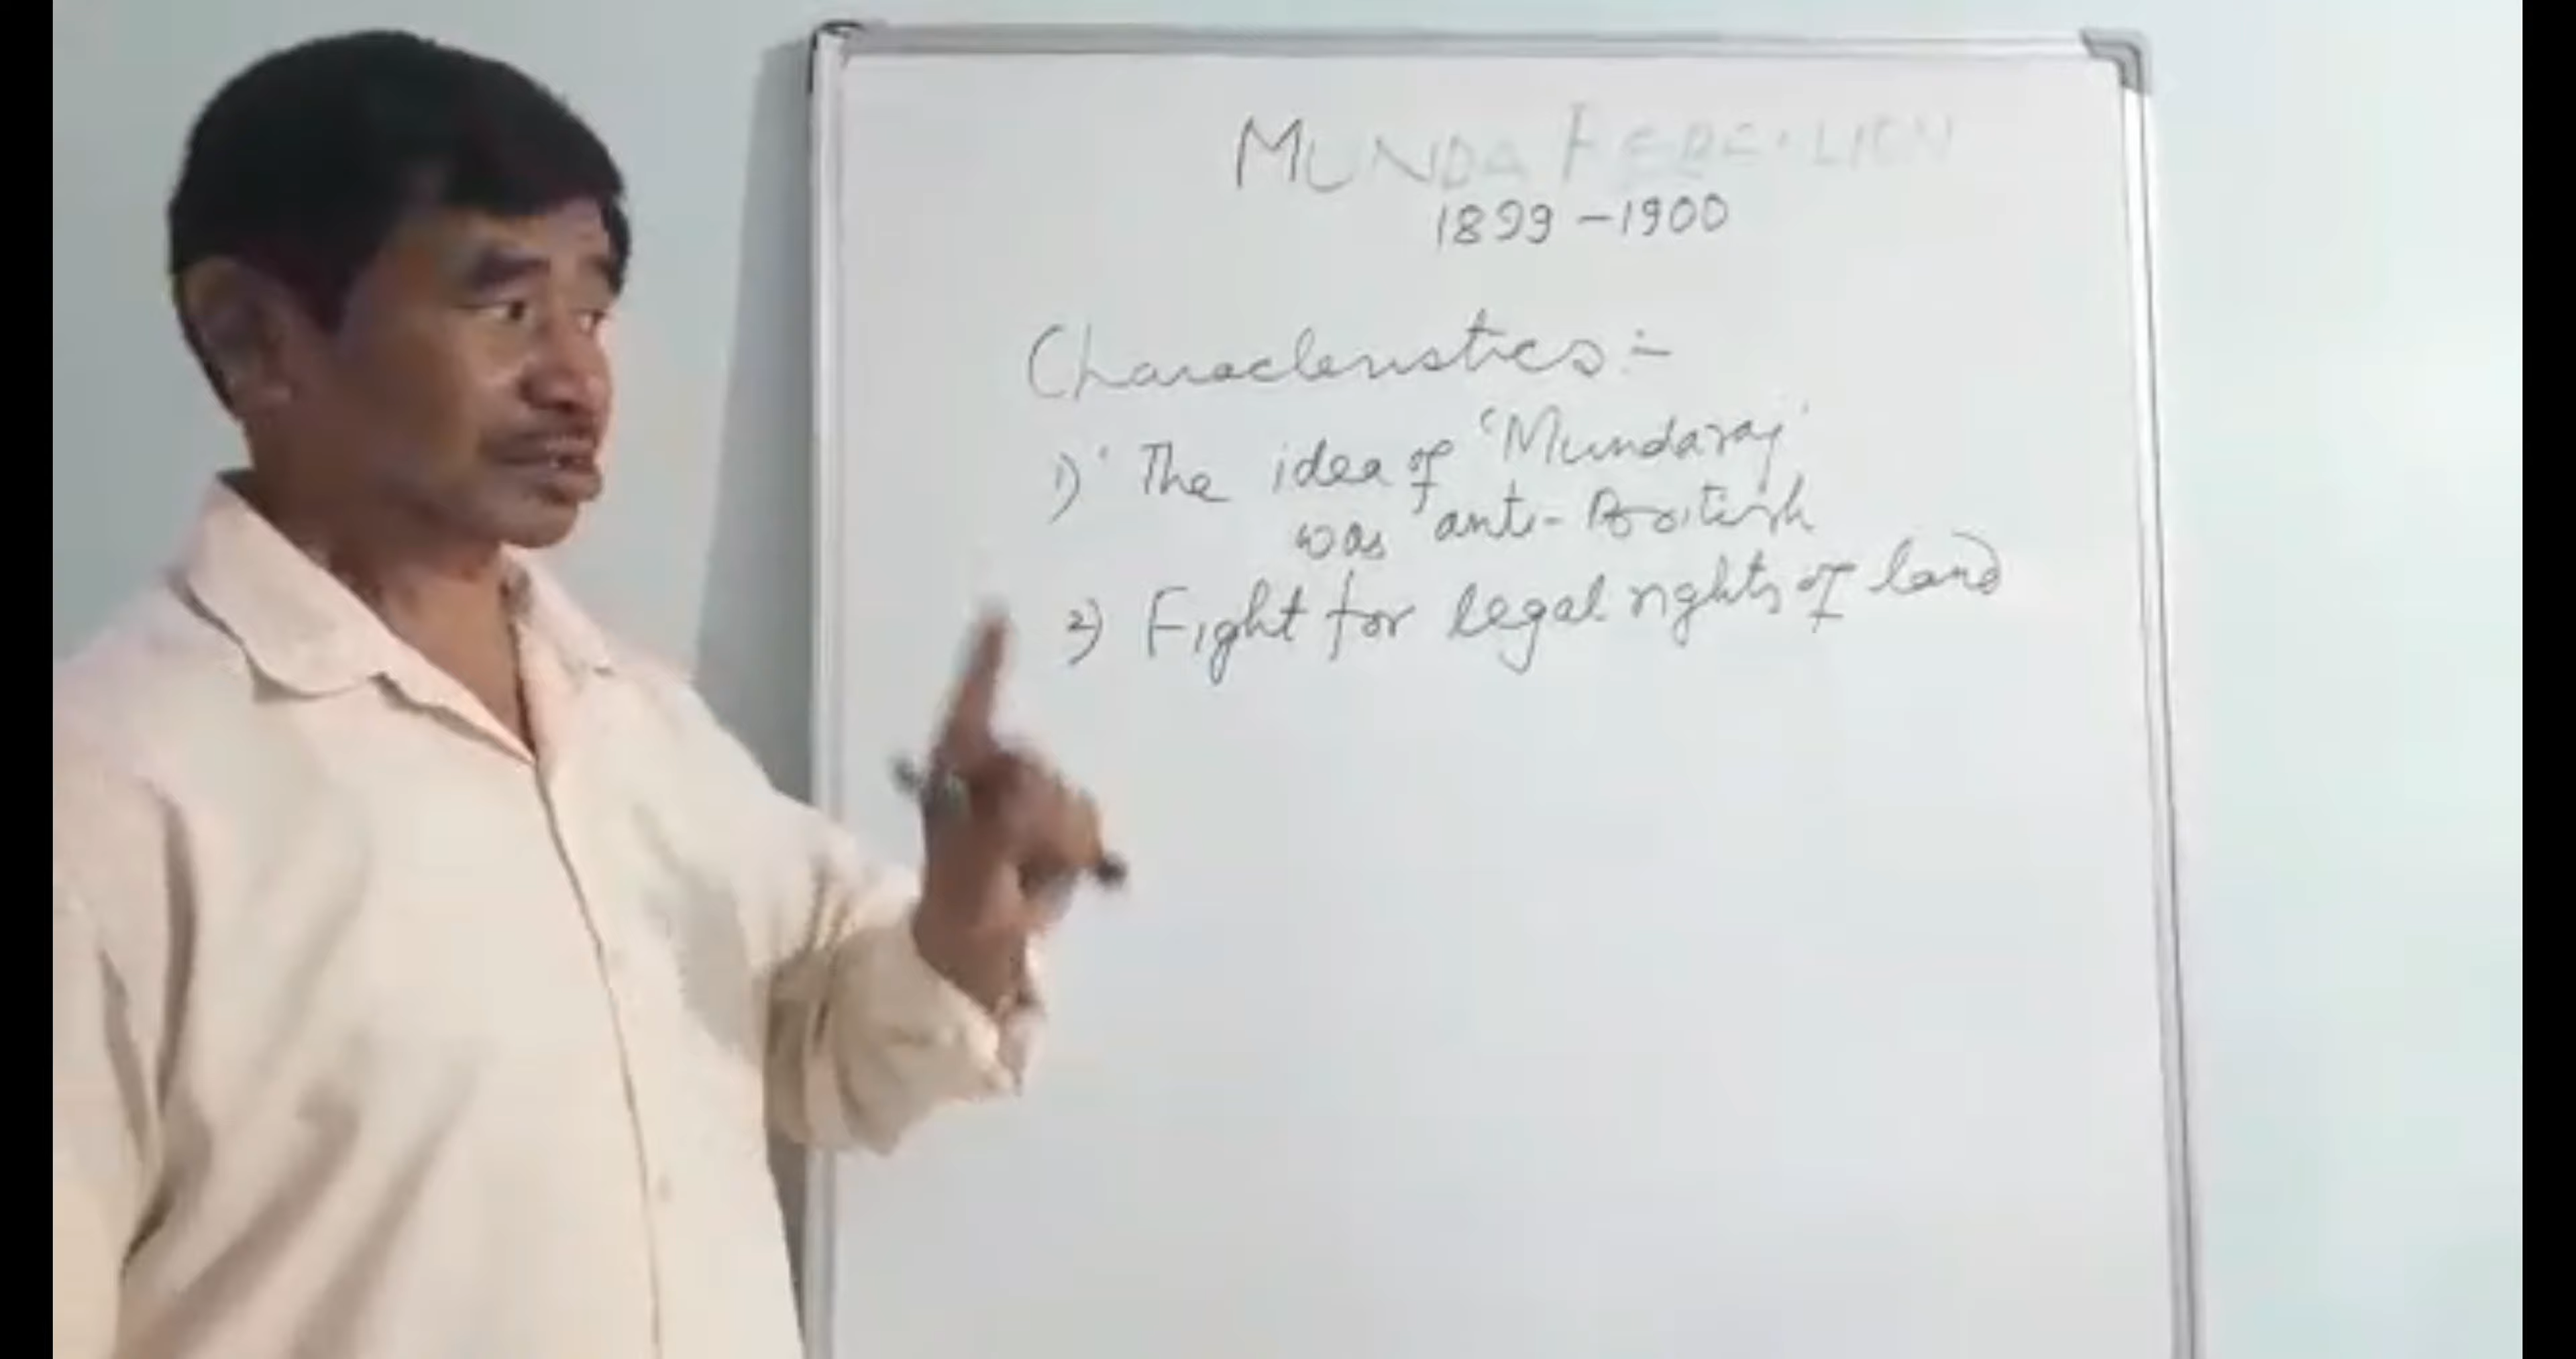 MUNDA REBELLION
1899-1900
Characteristics:-
1) The idea of 'Mundaraj'
was anti-British
2) Fight for legal rights of land